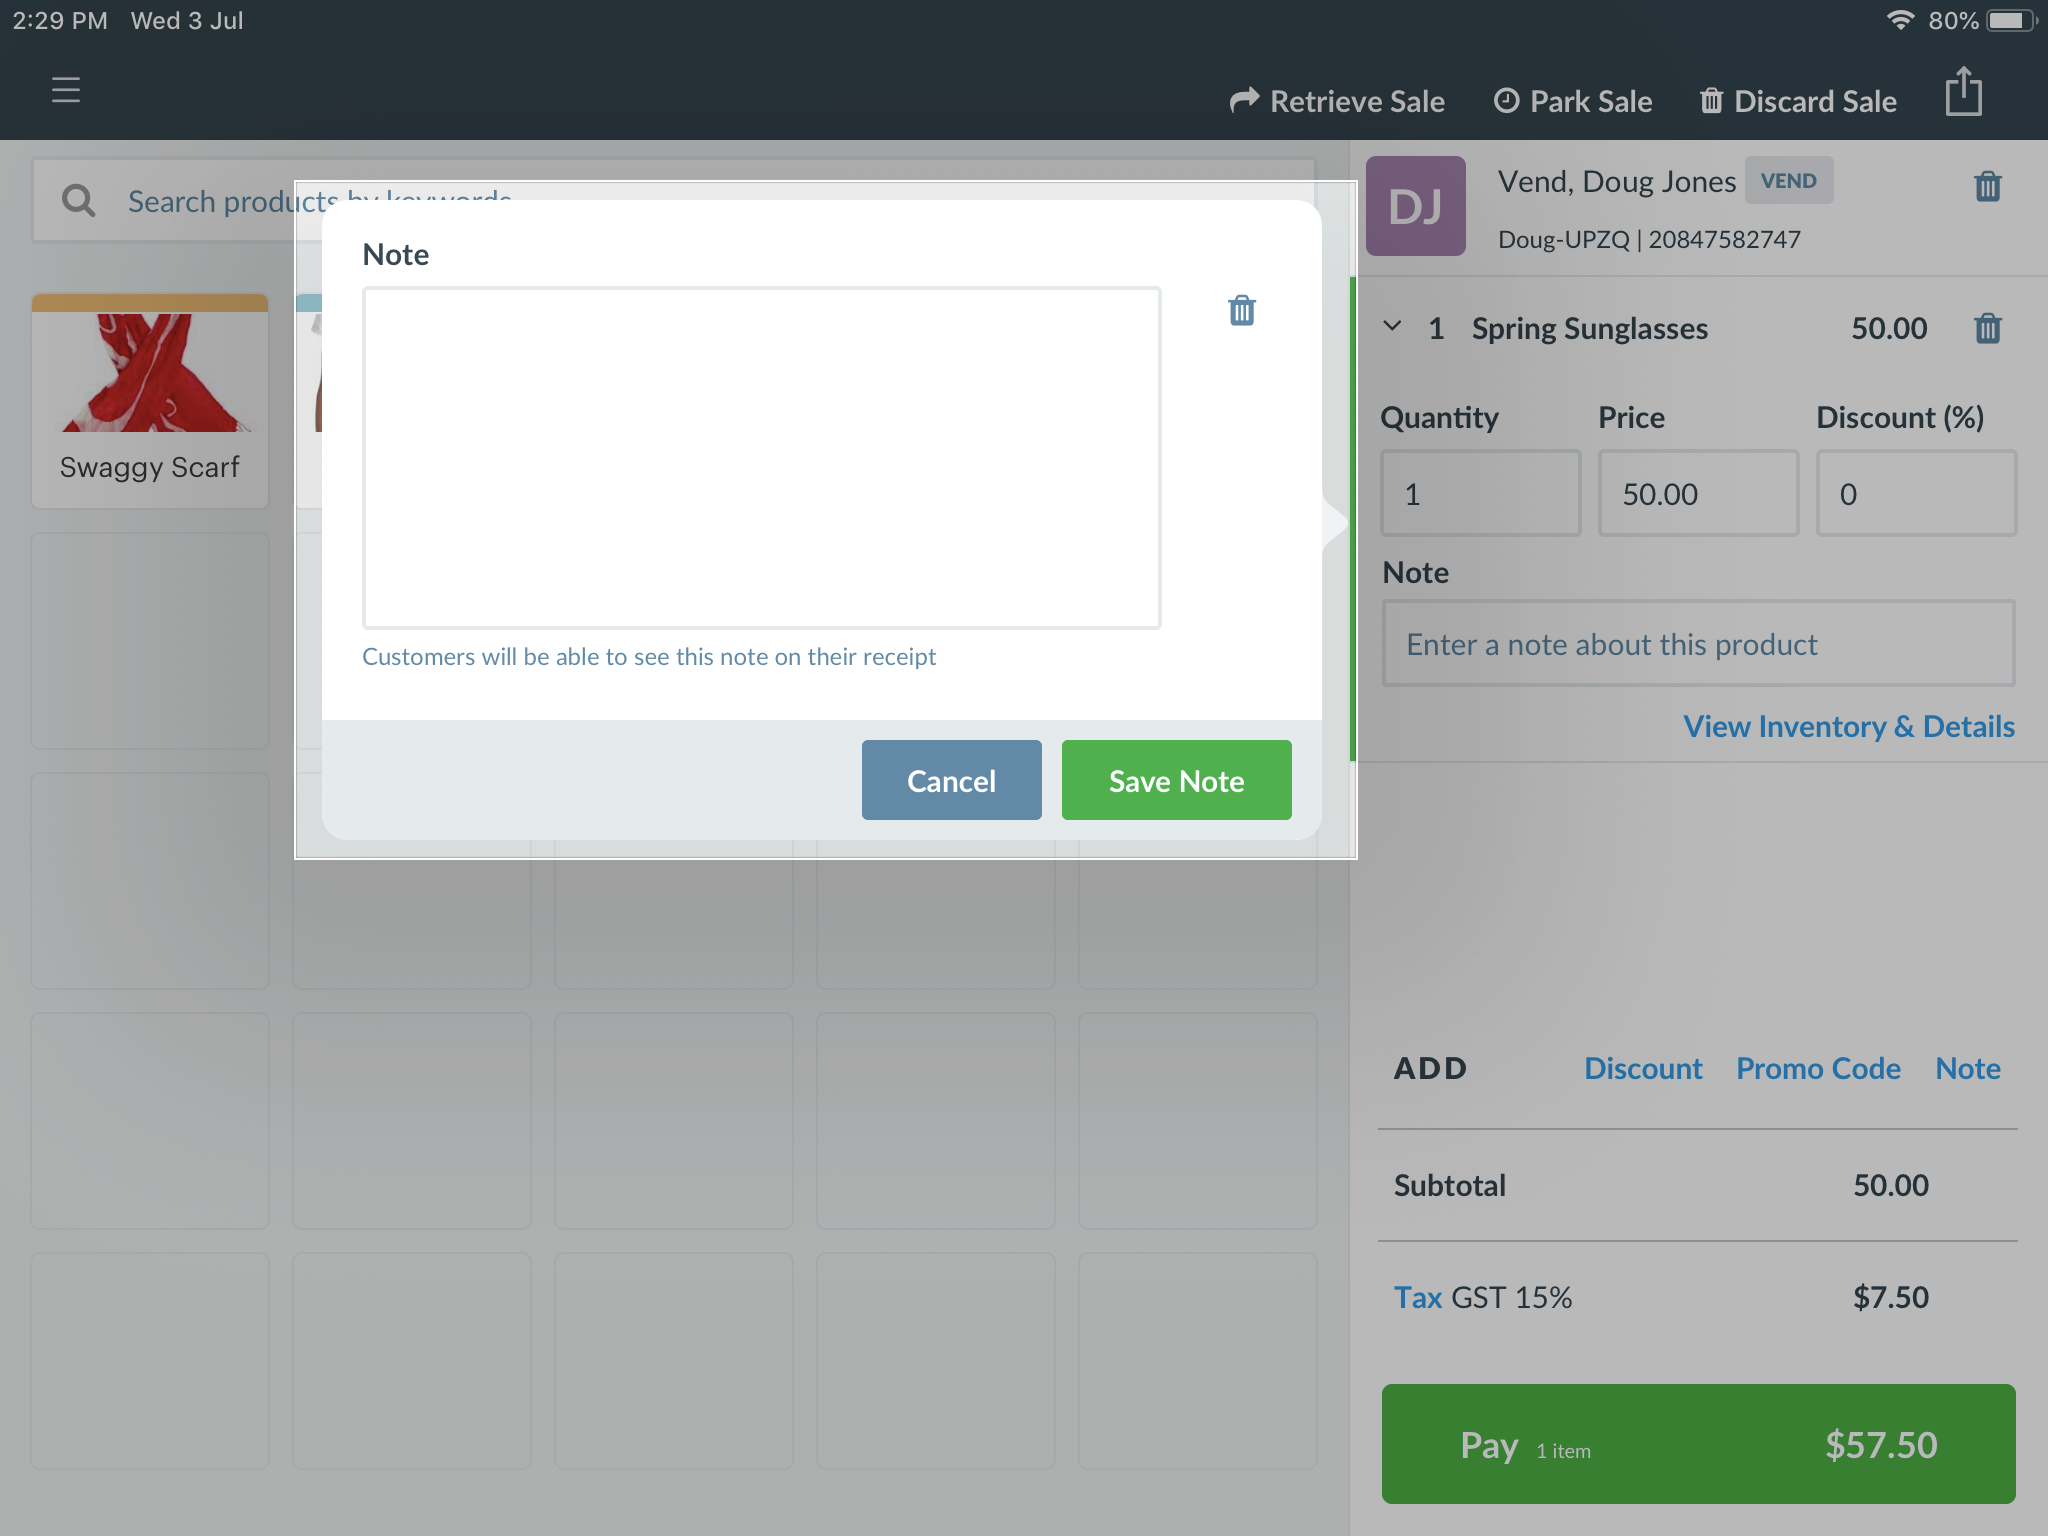 2:29 PM Wed 3 Jul 80%
Retrieve Sale Park Sale Discard Sale
Search products by keywords
DJ Vend, Doug Jones VEND
Doug-UPZQ | 20847582747
Note
Customers will be able to see this note on their receipt
Cancel Save Note
Swaggy Scarf
1 Spring Sunglasses 50.00
Quantity Price Discount (%)
1 50.00 0
Note
Enter a note about this product
View Inventory & Details
ADD Discount Promo Code Note
Subtotal 50.00
Tax GST 15% $7.50
Pay 1 item $57.50